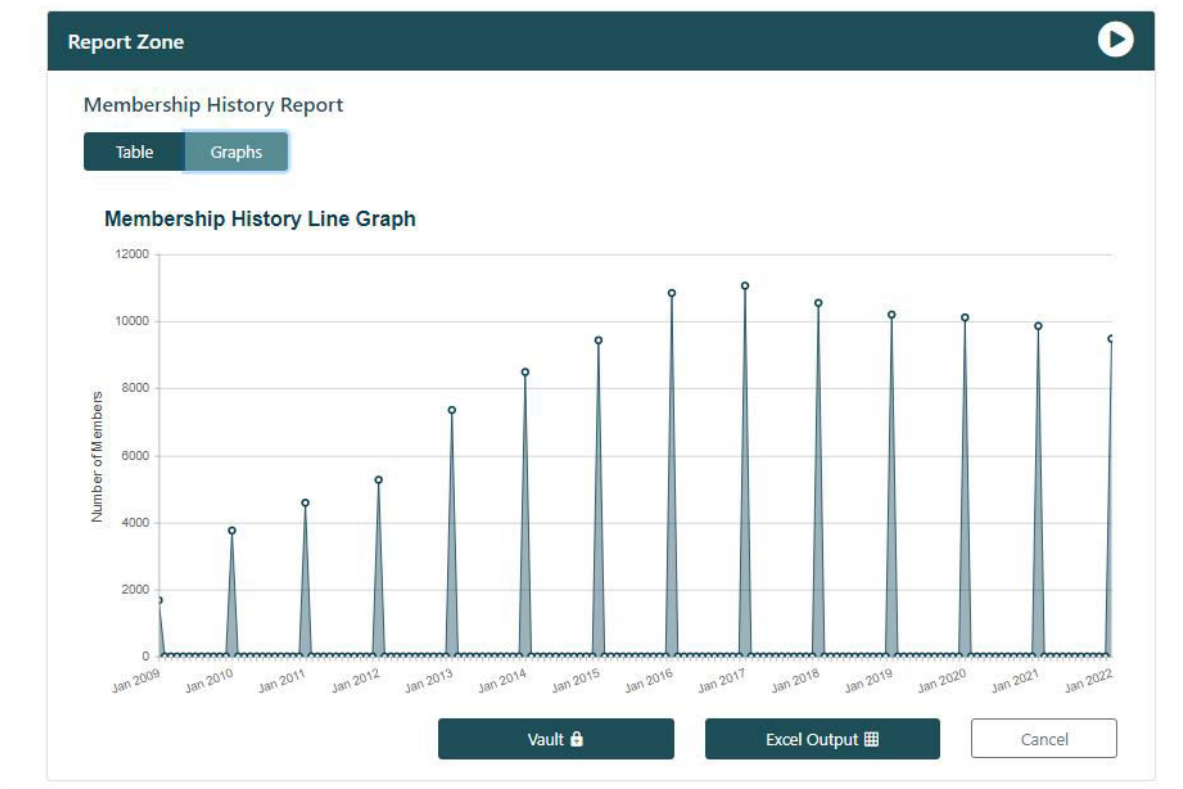 Report Zone
Membership History Report
Table Graphs
Membership History Line Graph
Number of Members
12000
10000
8000
6000
4000
2000
0
Jan 2009 Jan 2010 Jan 2011 Jan 2012 Jan 2013 Jan 2014 Jan 2015 Jan 2016 Jan 2017 Jan 2018 Jan 2019 Jan 2020 Jan 2021 Jan 2022
Vault Excel Output Cancel